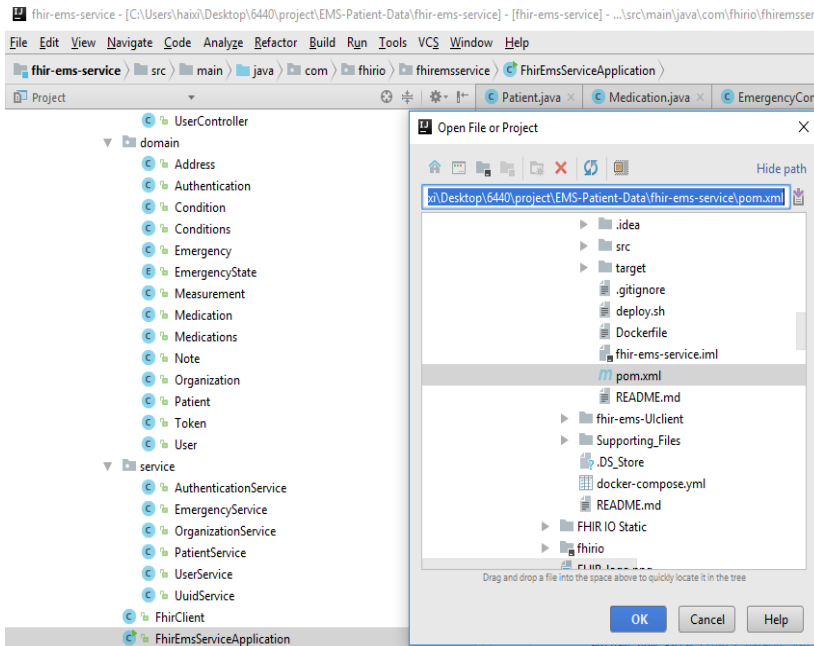 fhir-ems-service - [C:\Users\haixi\Desktop\6440\project\EMS-Patient-Data\fhir-ems-service] - [fhir-ems-service] - ...\src\main\java\com\fhirio\fhiremsser
File Edit View Navigate Code Analyze Refactor Build Run Tools VCS Window Help
fhir-ems-service src main java com fhirio fhiremsservice FhirEmsServiceApplication
Project
Patient.java Medication.java EmergencyCor
UserController
domain
Address
Authentication
Condition
Conditions
Emergency
EmergencyState
Measurement
Medication
Medications
Note
Organization
Patient
Token
User
service
AuthenticationService
EmergencyService
OrganizationService
PatientService
UserService
UuidService
FhirClient
FhirEmsServiceApplication
Open File or Project
Hide path
xi\Desktop\6440\project\EMS-Patient-Data\fhir-ems-service\pom.xml
.idea
src
target
.gitignore
deploy.sh
Dockerfile
fhir-ems-service.iml
pom.xml
README.md
fhir-ems-UIclient
Supporting_Files
.DS_Store
docker-compose.yml
README.md
FHIR IO Static
fhirio
Drag and drop a file into the space above to quickly locate it in the tree
OK Cancel Help